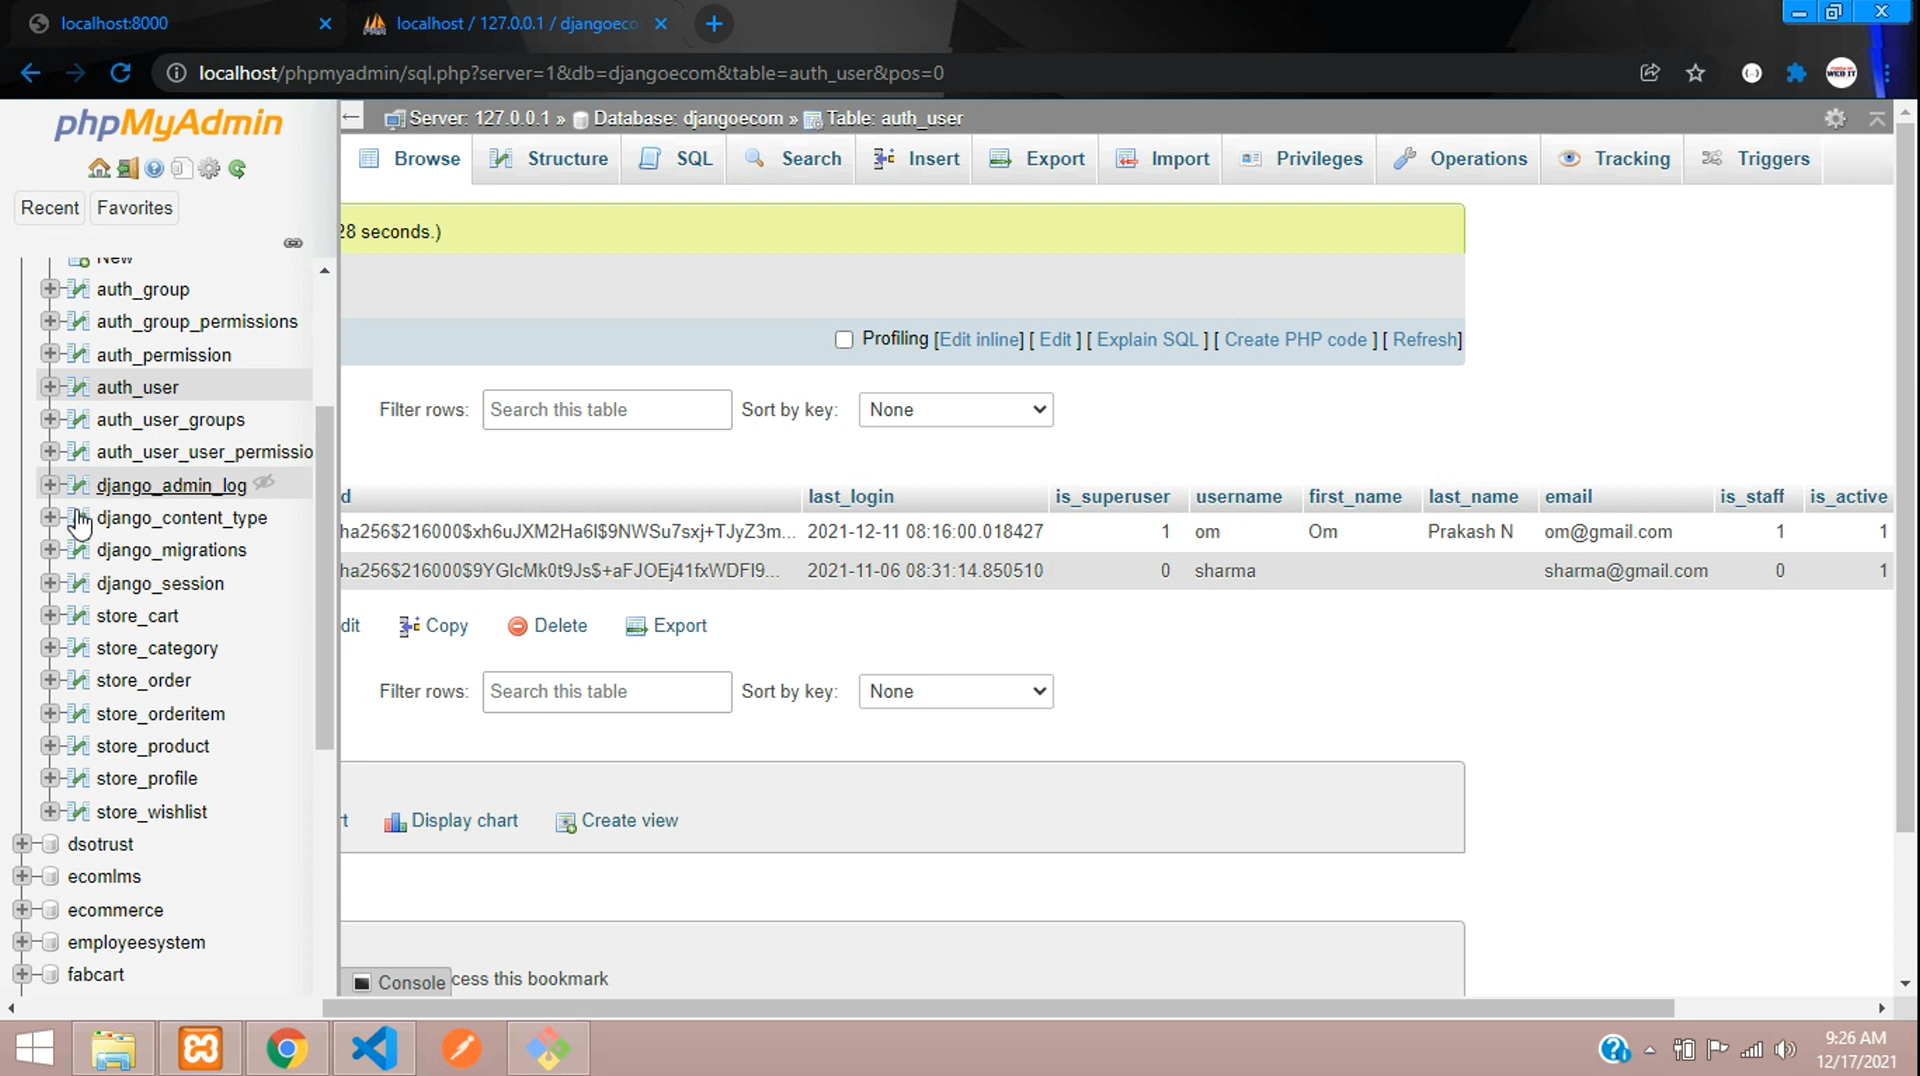 localhost:8000
localhost / 127.0.0.1 / djangoeco
localhost/phpmyadmin/sql.php?server=1&db=djangoecom&table=auth_user&pos=0
phpMyAdmin
Recent
Favorites
New
auth_group
auth_group_permissions
auth_permission
auth_user
auth_user_groups
auth_user_user_permissio
django_admin_log
django_content_type
django_migrations
django_session
store_cart
store_category
store_order
store_orderitem
store_product
store_profile
store_wishlist
dsotrust
ecomlms
ecommerce
employeesystem
fabcart
Server: 127.0.0.1 » Database: djangoecom » Table: auth_user
Browse Structure SQL Search Insert Export Import Privileges Operations Tracking Triggers
28 seconds.)
Profiling [Edit inline] [ Edit ] [ Explain SQL ] [ Create PHP code ] [ Refresh]
Filter rows: Search this table Sort by key: None
d last_login is_superuser username first_name last_name email is_staff is_active
ha256$216000$xh6uJXM2Ha6l$9NWSu7sxj+TJyZ3m... 2021-12-11 08:16:00.018427 1 om Om Prakash N om@gmail.com 1 1
ha256$216000$9YGlcMk0t9Js$+aFJOEj41fxWDFl9... 2021-11-06 08:31:14.850510 0 sharma sharma@gmail.com 0 1
dit Copy Delete Export
Filter rows: Search this table Sort by key: None
rt Display chart Create view
Console cess this bookmark
9:26 AM
12/17/2021